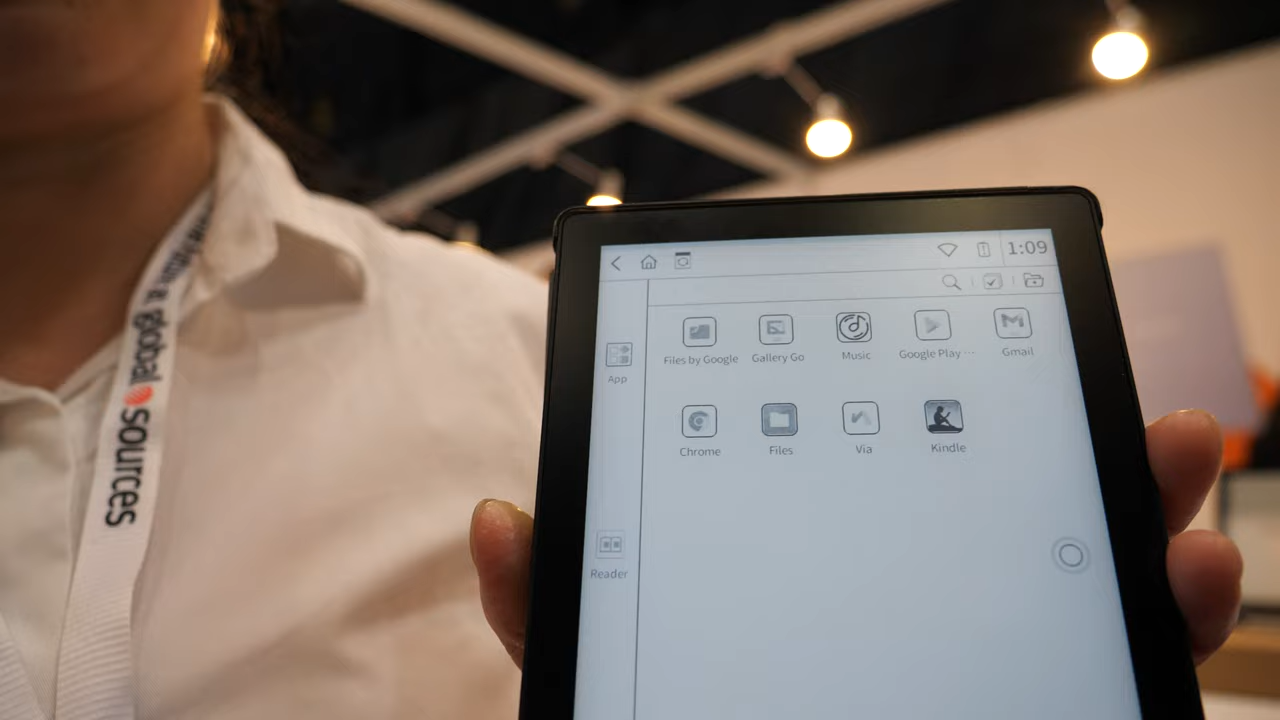 1:09
Files by Google
Gallery Go
Music
Google Play ···
Gmail
App
Chrome
Files
Via
Kindle
Reader
global sources